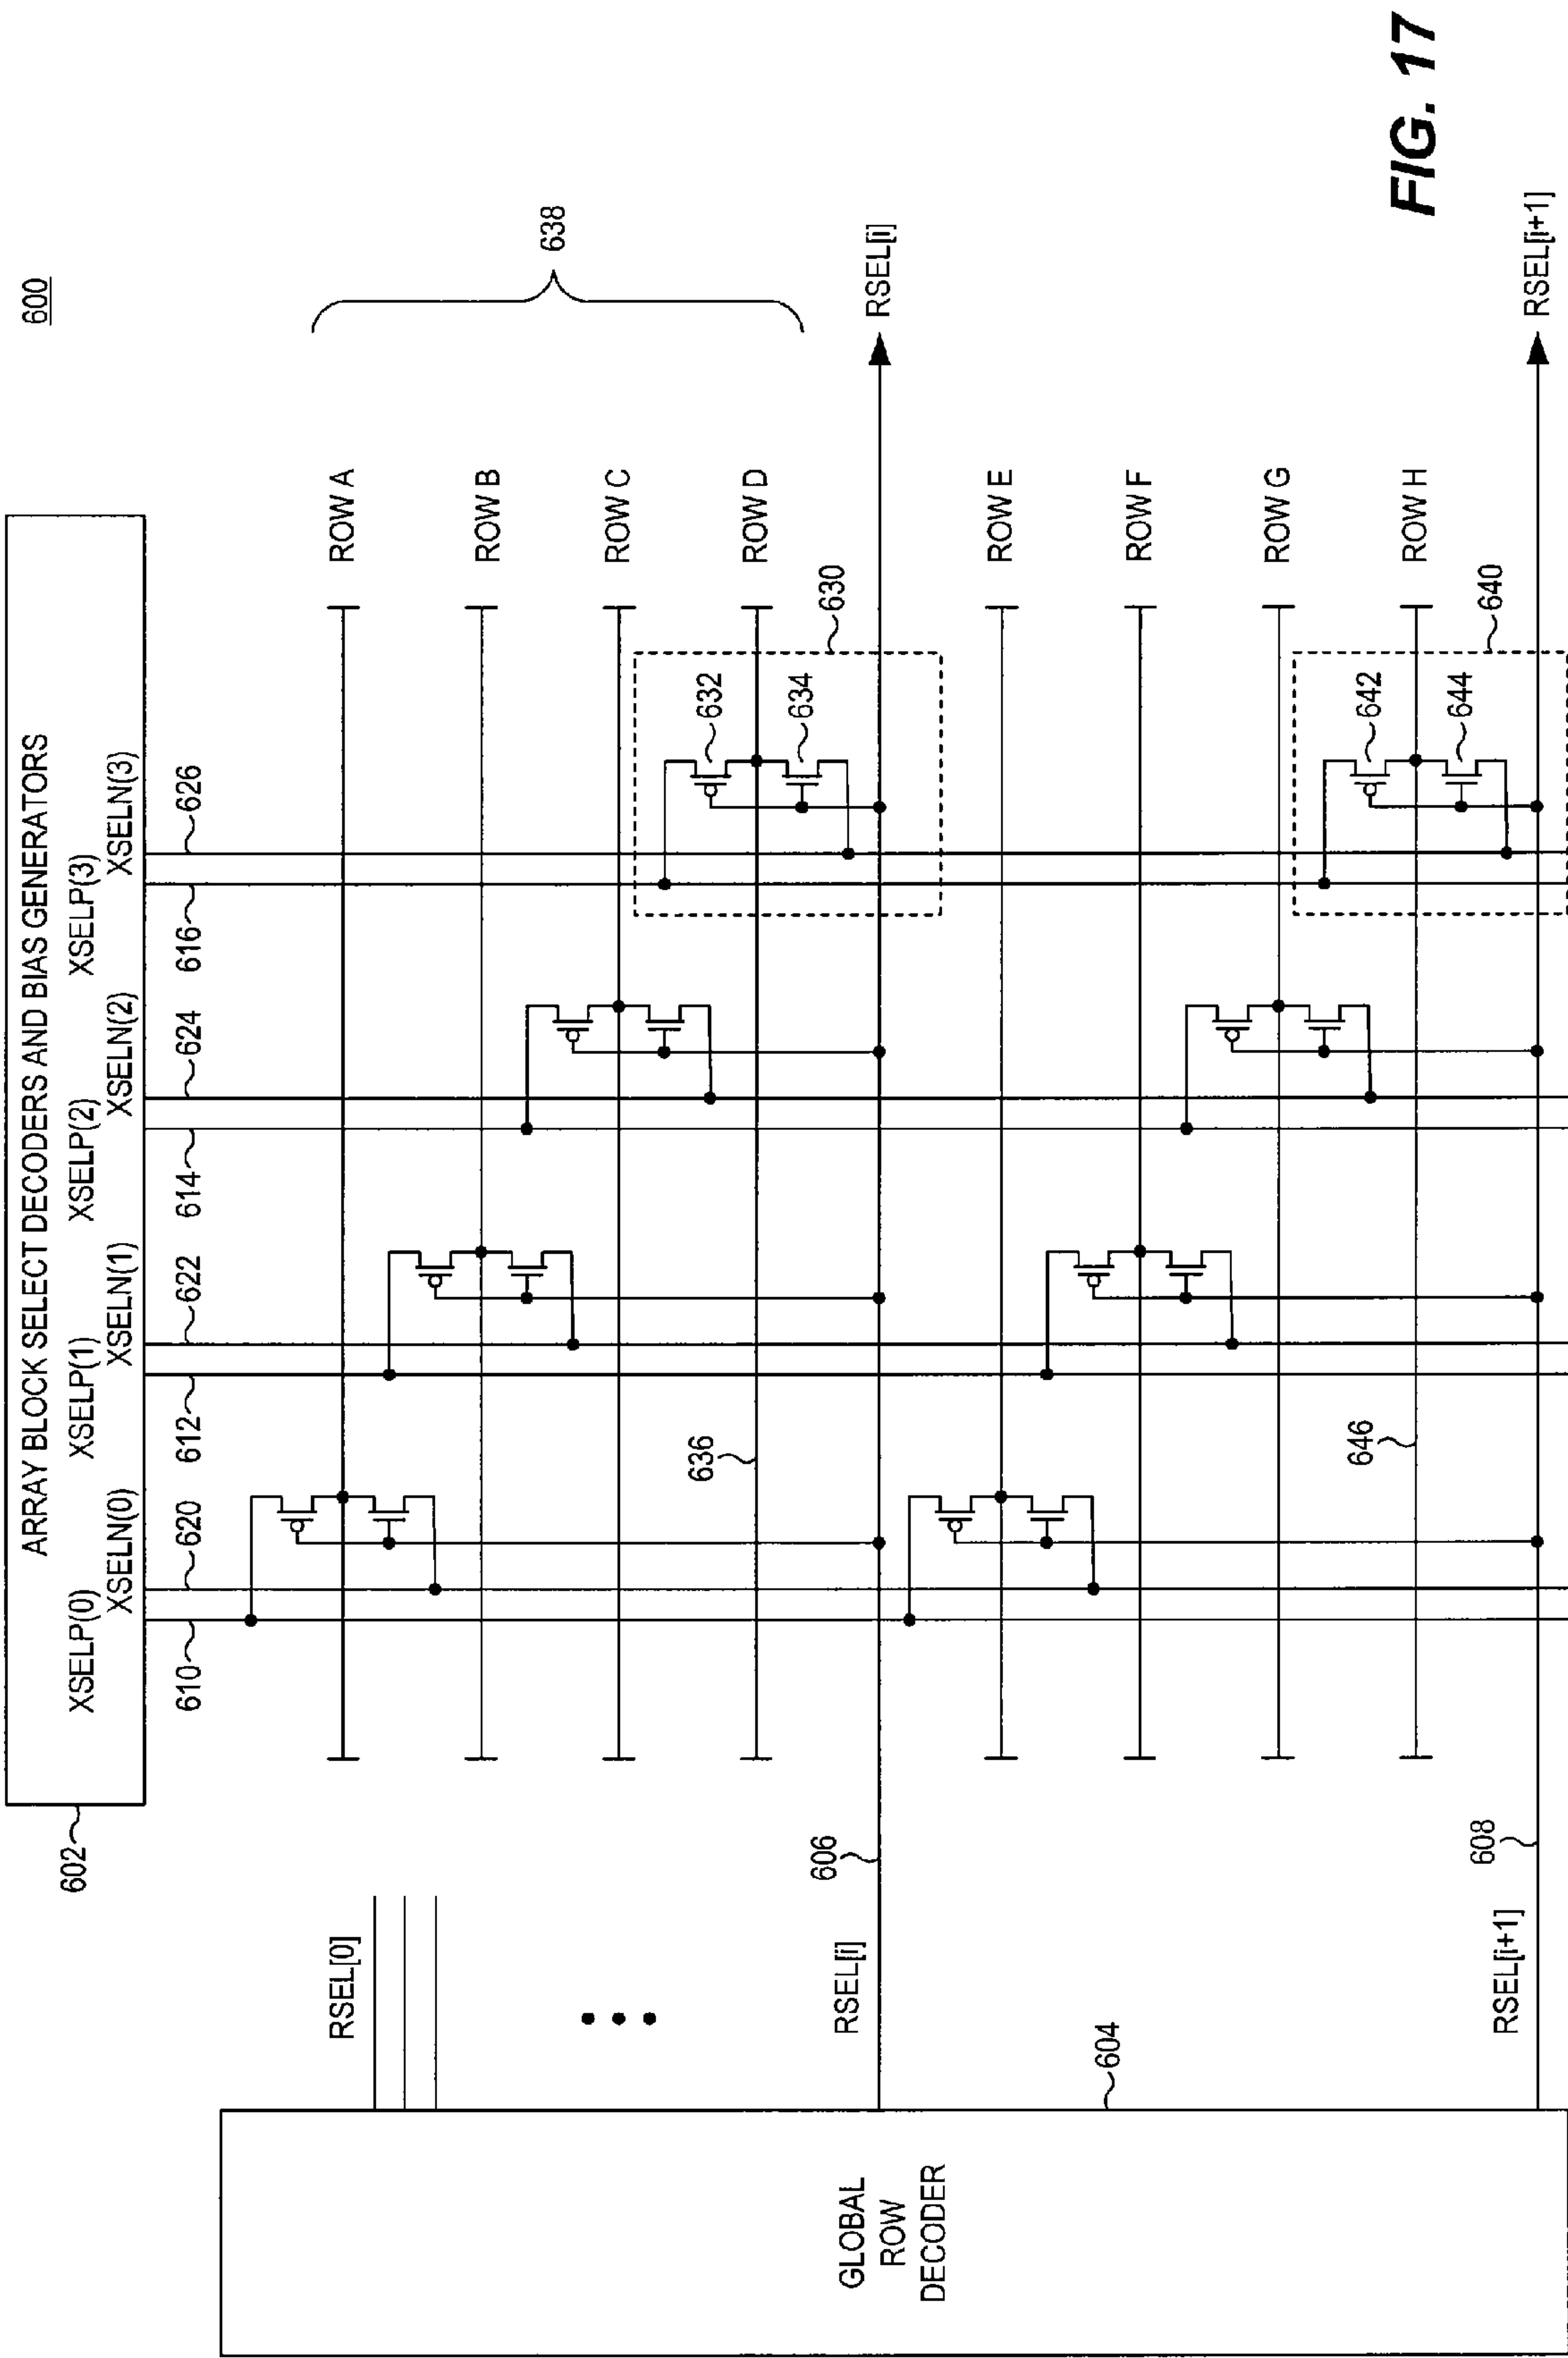 600
ARRAY BLOCK SELECT DECODERS AND BIAS GENERATORS
XSELP(0)
XSELN(0)
XSELP(1)
XSELN(1)
XSELP(2)
XSELN(2)
XSELP(3)
XSELN(3)
602
610
620
612
622
614
624
616
626
RSEL[0]
ROW A
ROW B
ROW C
ROW D
638
630
632
634
636
606
RSEL[i]
RSEL[i]
GLOBAL
ROW
DECODER
604
ROW E
ROW F
ROW G
ROW H
640
642
644
646
608
RSEL[i+1]
RSEL[i+1]
FIG. 17